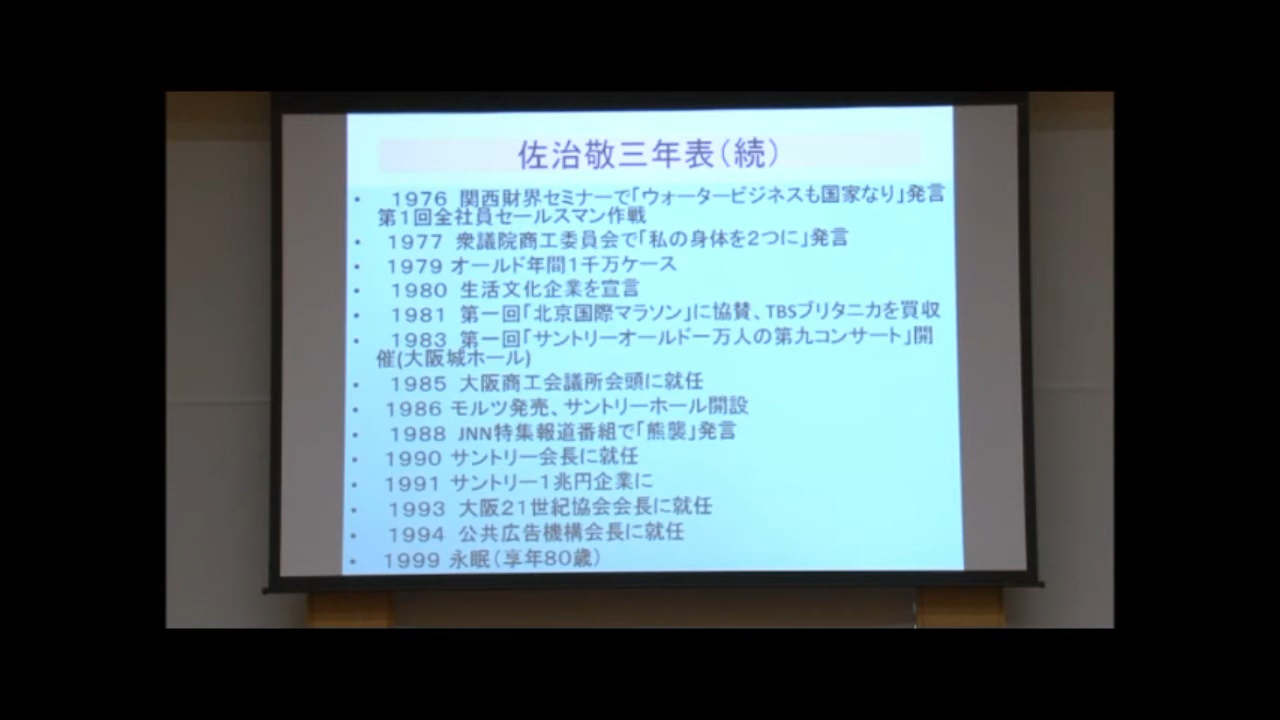 佐治敬三年表（続）
• 1976 関西財界セミナーで「ウォータービジネスも国家なり」発言
第1回全社員セールスマン作戦
• 1977 衆議院商工委員会で「私の身体を2つに」発言
• 1979 オールド年間1千万ケース
• 1980 生活文化企業を宣言
• 1981 第一回「北京国際マラソン」に協賛、TBSブリタニカを買収
• 1983 第一回「サントリーオールド一万人の第九コンサート」開
催(大阪城ホール)
• 1985 大阪商工会議所会頭に就任
• 1986 モルツ発売、サントリーホール開設
• 1988 JNN特集報道番組で「熊襲」発言
• 1990 サントリー会長に就任
• 1991 サントリー1兆円企業に
• 1993 大阪21世紀協会会長に就任
• 1994 公共広告機構会長に就任
• 1999 永眠（享年80歳）